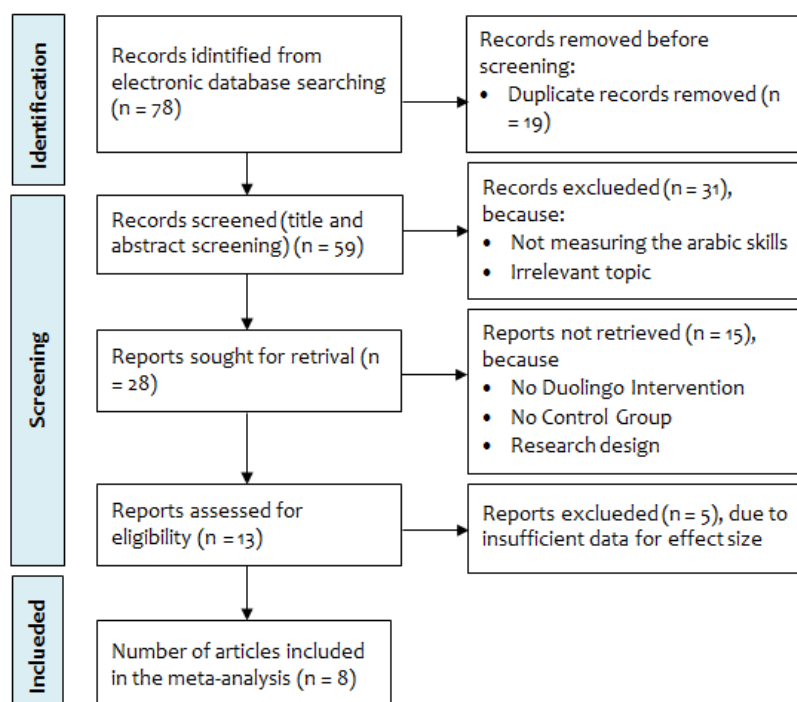 Identification
Records idintified from
electronic database searching
(n = 78)
Records removed before
screening:
• Duplicate records removed (n
= 19)
Screening
Records screened (title and
abstract screening) (n = 59)
Records exclueded (n = 31),
because:
• Not measuring the arabic skills
• Irrelevant topic
Reports sought for retrival (n
= 28)
Reports not retrieved (n = 15),
because
• No Duolingo Intervention
• No Control Group
• Research design
Reports assessed for
eligibility (n = 13)
Reports exclueded (n = 5), due to
insufficient data for effect size
Inclueded
Number of articles included
in the meta-analysis (n = 8)